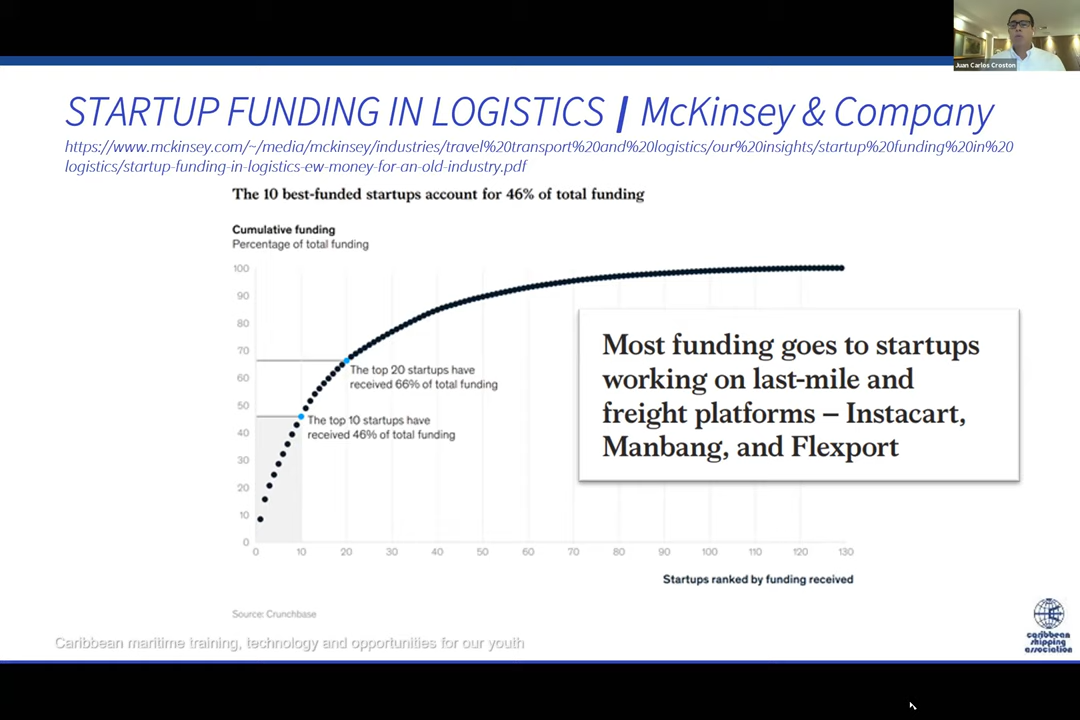 Juan Carlos Croston
STARTUP FUNDING IN LOGISTICS | McKinsey & Company
https://www.mckinsey.com/~/media/mckinsey/industries/travel%20transport%20and%20logistics/our%20insights/startup%20funding%20in%20
logistics/startup-funding-in-logistics-ew-money-for-an-old-industry.pdf
The 10 best-funded startups account for 46% of total funding
Cumulative funding
Percentage of total funding
100
90
80
70
60
50
40
30
20
10
0
The top 20 startups have
received 66% of total funding
The top 10 startups have
received 46% of total funding
Most funding goes to startups
working on last-mile and
freight platforms – Instacart,
Manbang, and Flexport
0 10 20 30 40 50 60 70 80 90 100 110 120 130
Startups ranked by funding received
Source: Crunchbase
Caribbean maritime training, technology and opportunities for our youth
caribbean
shipping
association